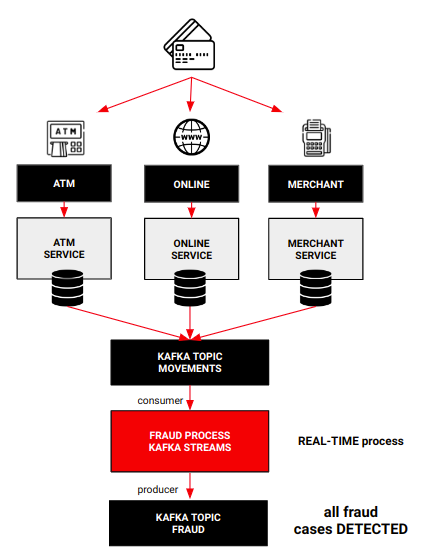 ATM
WWW
ATM
ONLINE
MERCHANT
ATM
SERVICE
ONLINE
SERVICE
MERCHANT
SERVICE
KAFKA TOPIC
MOVEMENTS
consumer
FRAUD PROCESS
KAFKA STREAMS
REAL-TIME process
producer
KAFKA TOPIC
FRAUD
all fraud
cases DETECTED